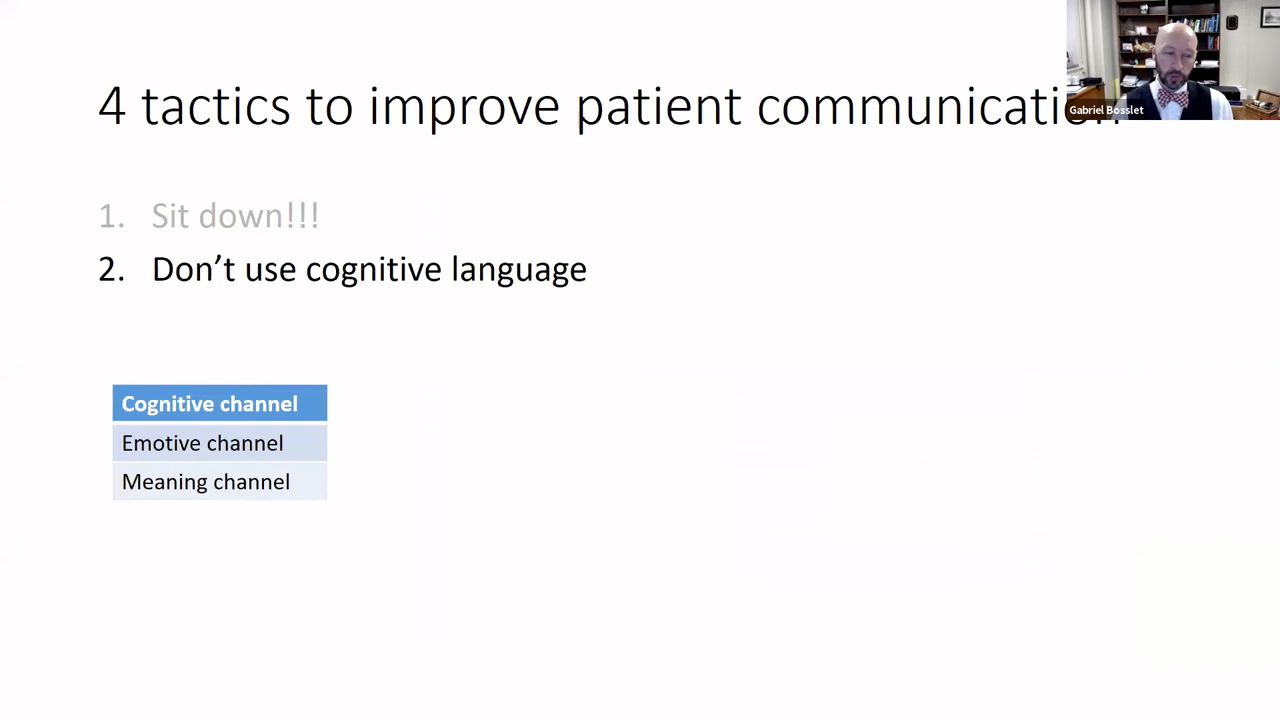 4 tactics to improve patient communication
Gabriel Bosslet
1. Sit down!!!
2. Don’t use cognitive language
Cognitive channel
Emotive channel
Meaning channel